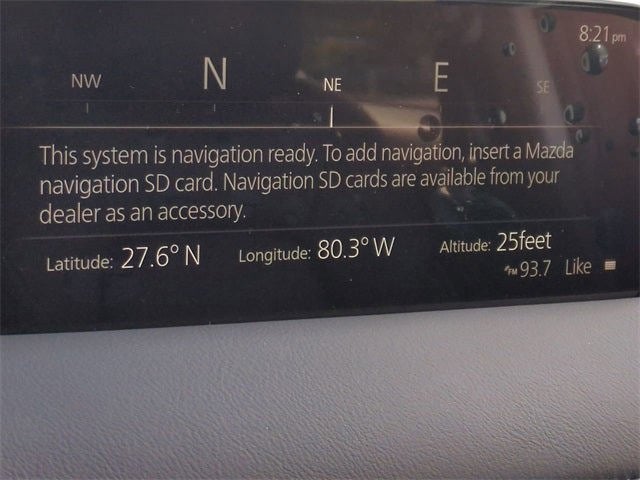 8:21 pm
NW N NE E SE
This system is navigation ready. To add navigation, insert a Mazda
navigation SD card. Navigation SD cards are available from your
dealer as an accessory.
Latitude: 27.6° N Longitude: 80.3° W Altitude: 25feet
FM 93.7 Like